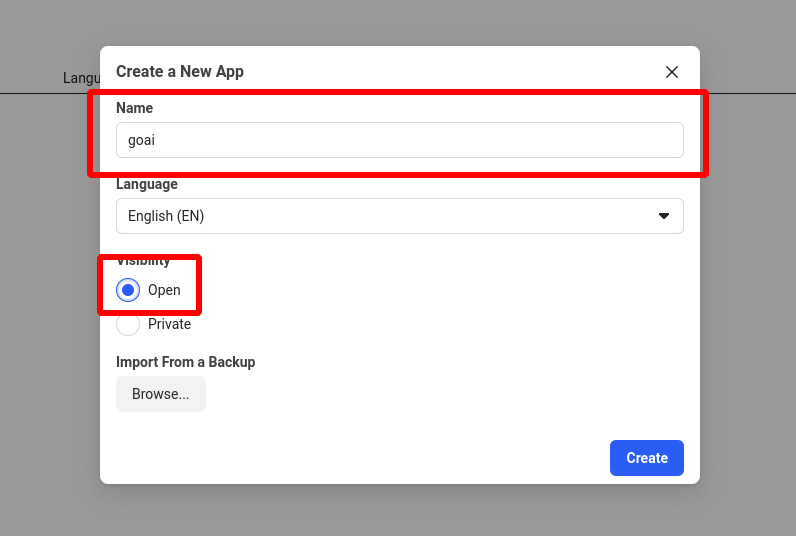 Create a New App
Langu
Name
goai
Language
English (EN)
Visibility
Open
Private
Import From a Backup
Browse...
Create